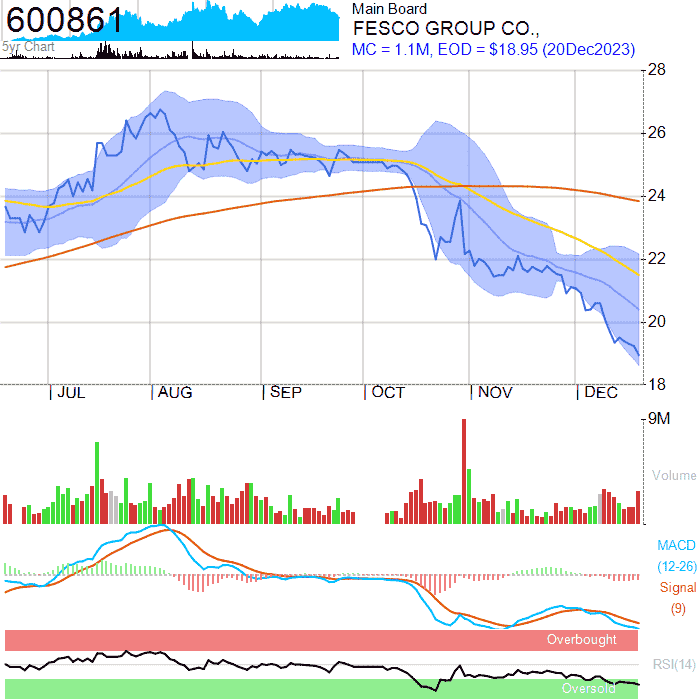 600861
5yr Chart
Main Board
FESCO GROUP CO.,
MC = 1.1M, EOD = $18.95 (20Dec2023)
28
26
24
22
20
18
JUL AUG SEP OCT NOV DEC
9M
Volume
MACD
(12-26)
Signal
(9)
Overbought
RSI(14)
Oversold